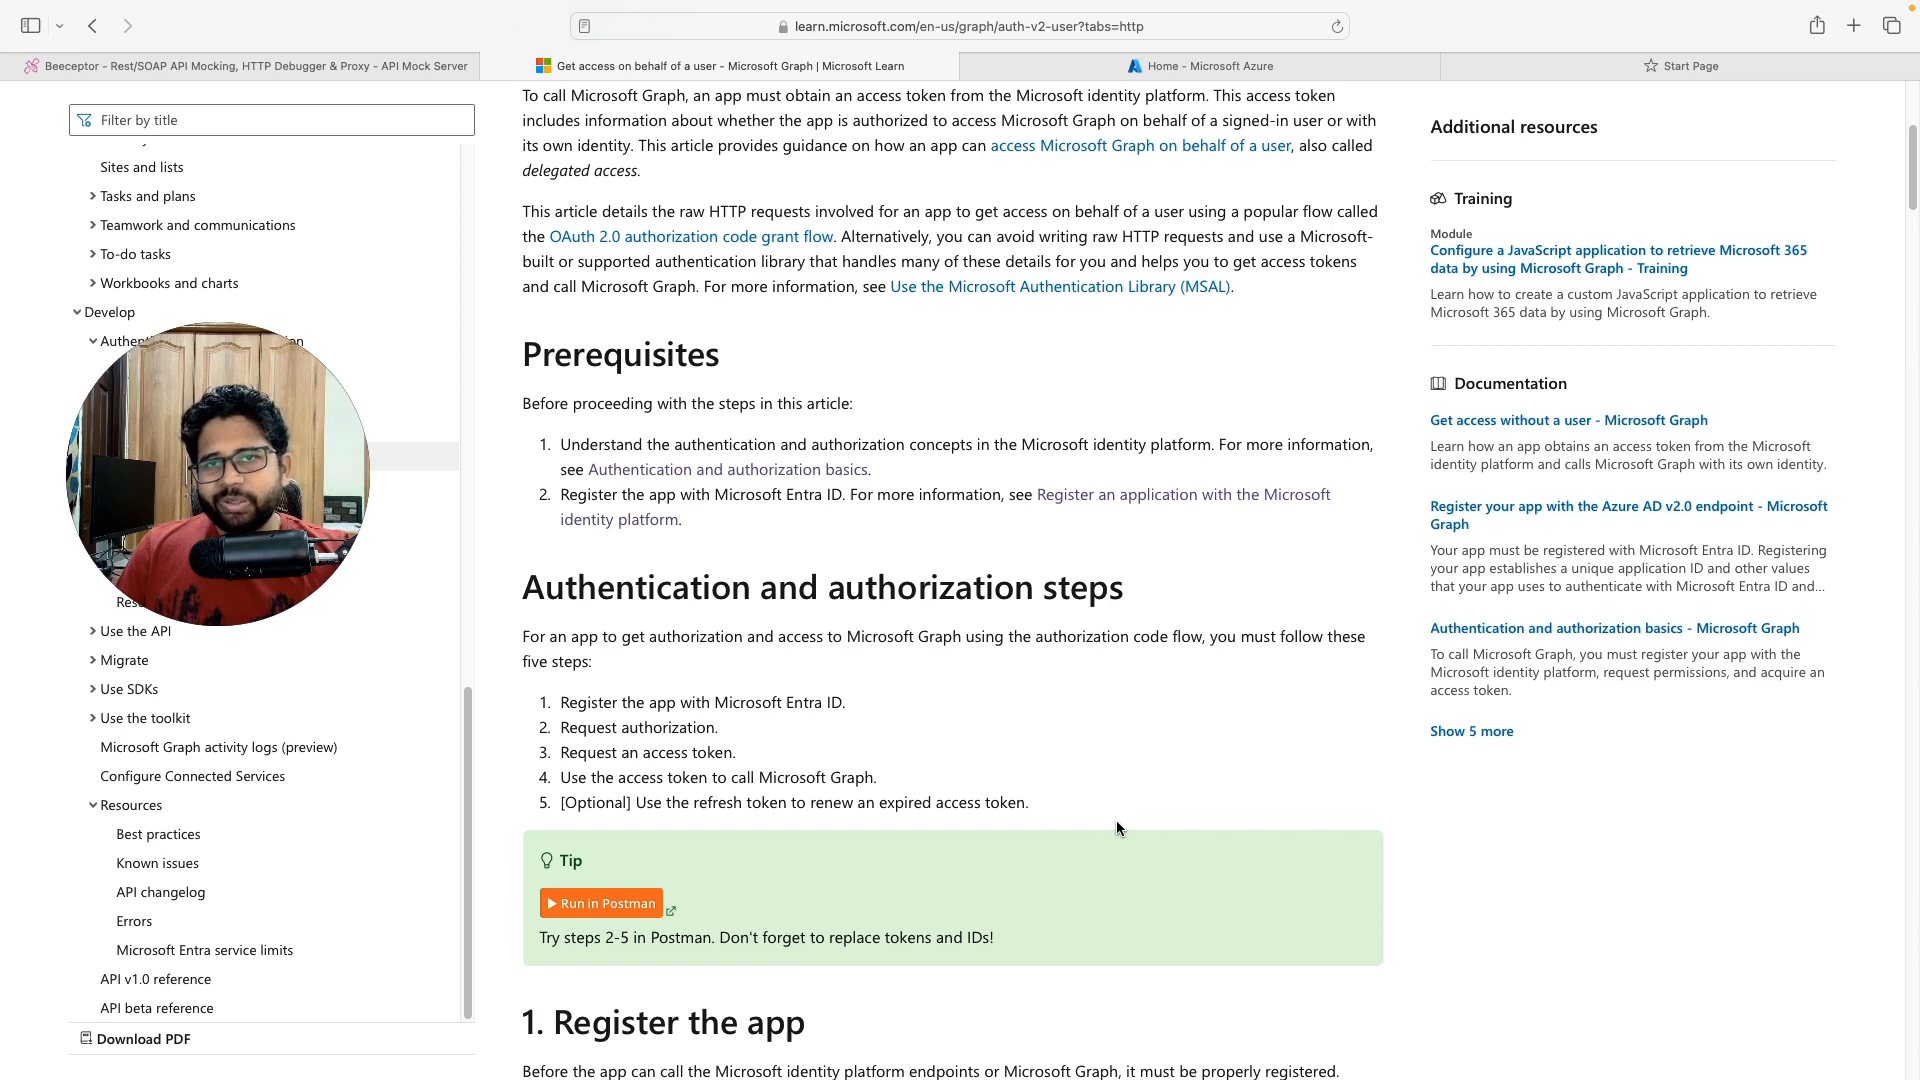 learn.microsoft.com/en-us/graph/auth-v2-user?tabs=http
Beeceptor - Rest/SOAP API Mocking, HTTP Debugger & Proxy - API Mock Server
Get access on behalf of a user - Microsoft Graph | Microsoft Learn
Home - Microsoft Azure
Start Page
Filter by title
Sites and lists
Tasks and plans
Teamwork and communications
To-do tasks
Workbooks and charts
Develop
Authent
on
Res
Use the API
Migrate
Use SDKs
Use the toolkit
Microsoft Graph activity logs (preview)
Configure Connected Services
Resources
Best practices
Known issues
API changelog
Errors
Microsoft Entra service limits
API v1.0 reference
API beta reference
Download PDF
To call Microsoft Graph, an app must obtain an access token from the Microsoft identity platform. This access token
includes information about whether the app is authorized to access Microsoft Graph on behalf of a signed-in user or with
its own identity. This article provides guidance on how an app can access Microsoft Graph on behalf of a user, also called
delegated access.
This article details the raw HTTP requests involved for an app to get access on behalf of a user using a popular flow called
the OAuth 2.0 authorization code grant flow. Alternatively, you can avoid writing raw HTTP requests and use a Microsoft-
built or supported authentication library that handles many of these details for you and helps you to get access tokens
and call Microsoft Graph. For more information, see Use the Microsoft Authentication Library (MSAL).
Prerequisites
Before proceeding with the steps in this article:
1. Understand the authentication and authorization concepts in the Microsoft identity platform. For more information,
see Authentication and authorization basics.
2. Register the app with Microsoft Entra ID. For more information, see Register an application with the Microsoft
identity platform.
Authentication and authorization steps
For an app to get authorization and access to Microsoft Graph using the authorization code flow, you must follow these
five steps:
1. Register the app with Microsoft Entra ID.
2. Request authorization.
3. Request an access token.
4. Use the access token to call Microsoft Graph.
5. [Optional] Use the refresh token to renew an expired access token.
Tip
Run in Postman
Try steps 2-5 in Postman. Don't forget to replace tokens and IDs!
1. Register the app
Before the app can call the Microsoft identity platform endpoints or Microsoft Graph, it must be properly registered.
Additional resources
Training
Module
Configure a JavaScript application to retrieve Microsoft 365
data by using Microsoft Graph - Training
Learn how to create a custom JavaScript application to retrieve
Microsoft 365 data by using Microsoft Graph.
Documentation
Get access without a user - Microsoft Graph
Learn how an app obtains an access token from the Microsoft
identity platform and calls Microsoft Graph with its own identity.
Register your app with the Azure AD v2.0 endpoint - Microsoft
Graph
Your app must be registered with Microsoft Entra ID. Registering
your app establishes a unique application ID and other values
that your app uses to authenticate with Microsoft Entra ID and...
Authentication and authorization basics - Microsoft Graph
To call Microsoft Graph, you must register your app with the
Microsoft identity platform, request permissions, and acquire an
access token.
Show 5 more